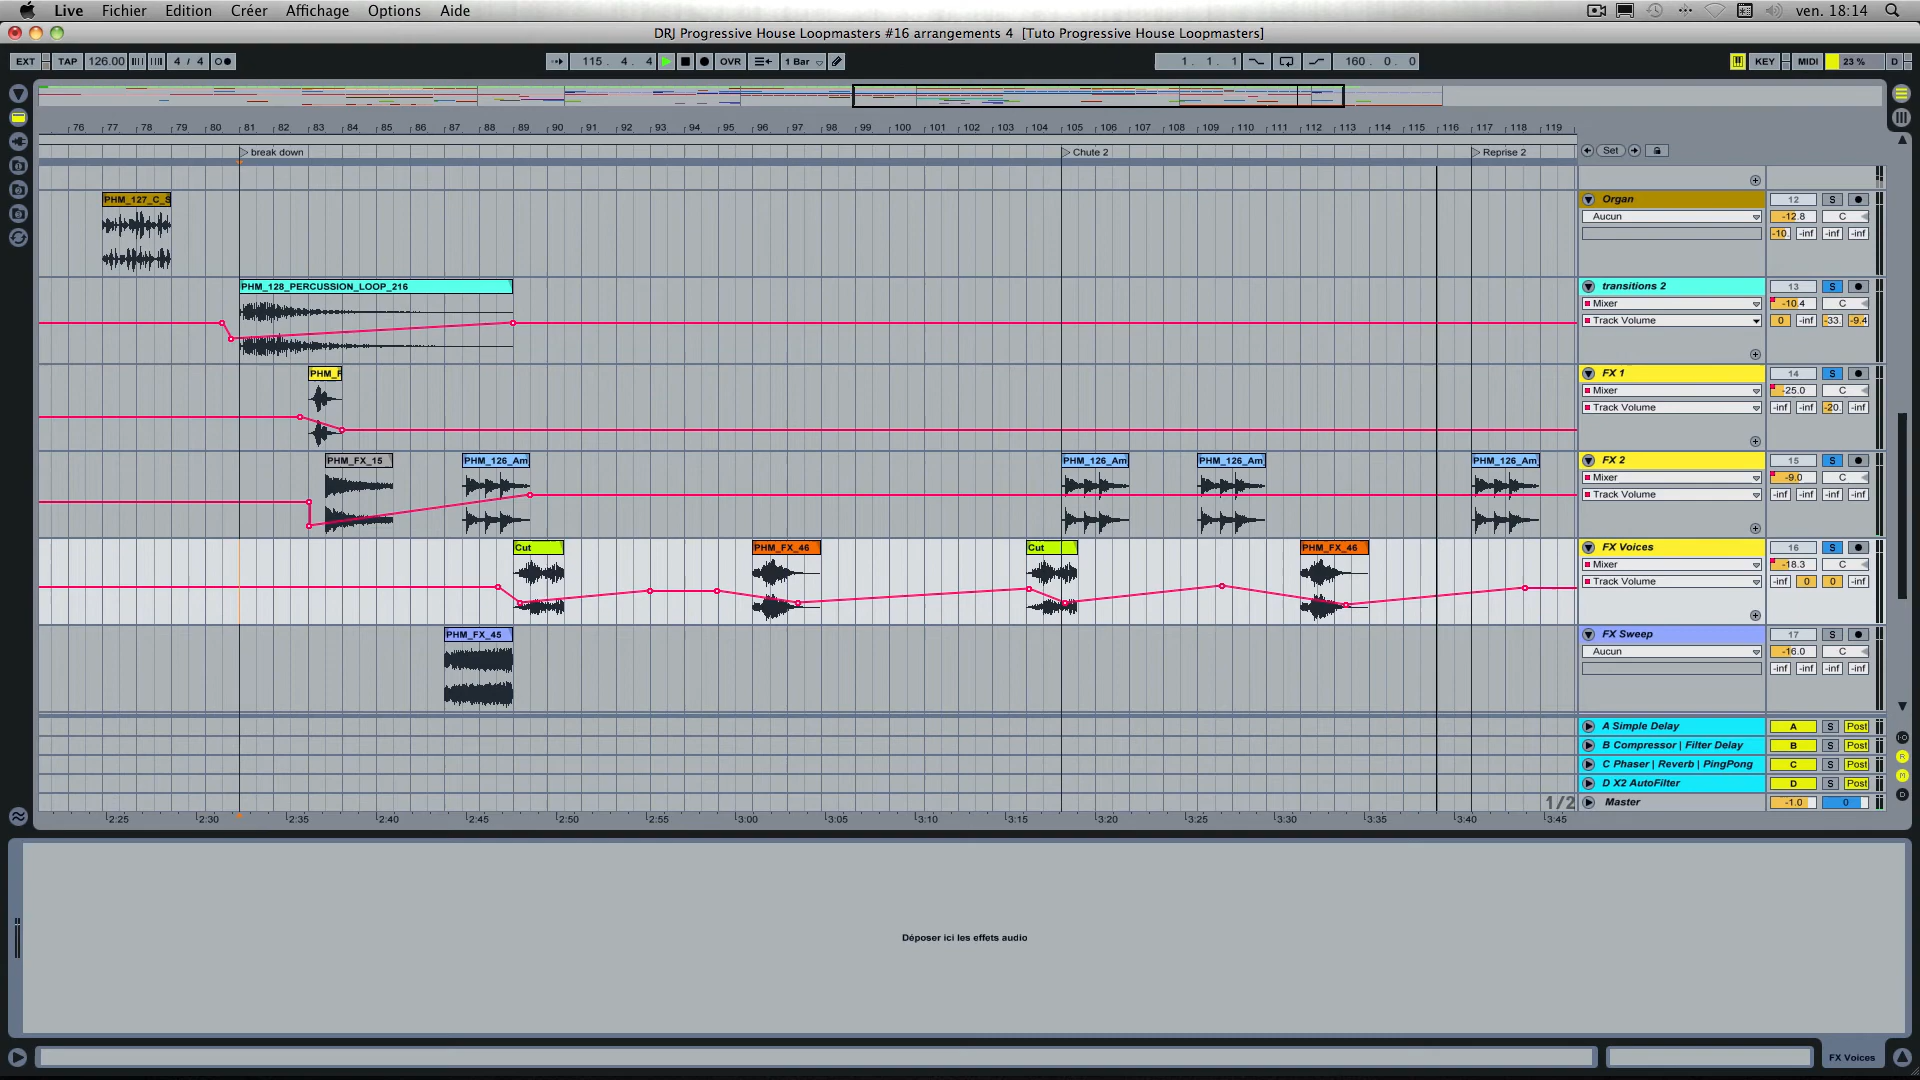 Live Fichier Edition Créer Affichage Options Aide ven. 18:14
DRJ Progressive House Loopmasters #16 arrangements 4 [Tuto Progressive House Loopmasters]
EXT TAP 126.00 4 / 4 115. 4. 4 OVR 1 Bar 1. 1. 1 160. 0. 0 KEY MIDI 23 % D
76 77 78 79 80 81 82 83 84 85 86 87 88 89 90 91 92 93 94 95 96 97 98 99 100 101 102 103 104 105 106 107 108 109 110 111 112 113 114 115 116 117 118 119
break down Chute 2 Reprise 2 Set
PHM_127_C_S Organ 12 S
Aucun -12.8 C
-10. -inf -inf -inf
PHM_128_PERCUSSION_LOOP_216 transitions 2 13 S
Mixer -10.4 C
Track Volume 0 -inf -33. -9.4
PHM_F FX 1 14 S
Mixer -25.0 C
Track Volume -inf -inf -20. -inf
PHM_FX_15 PHM_126_Am PHM_126_Am PHM_126_Am PHM_126_Am FX 2 15 S
Mixer -9.0 C
Track Volume -inf -inf -inf -inf
Cut PHM_FX_46 Cut PHM_FX_46 FX Voices 16 S
Mixer -18.3 C
Track Volume -inf 0 0 -inf
PHM_FX_45 FX Sweep 17 S
Aucun -16.0 C
-inf -inf -inf -inf
A Simple Delay A S Post
B Compressor | Filter Delay B S Post
C Phaser | Reverb | PingPong C S Post
D X2 AutoFilter D S Post
1/2 Master -1.0 0
2:25 2:30 2:35 2:40 2:45 2:50 2:55 3:00 3:05 3:10 3:15 3:20 3:25 3:30 3:35 3:40 3:45
Déposer ici les effets audio
FX Voices